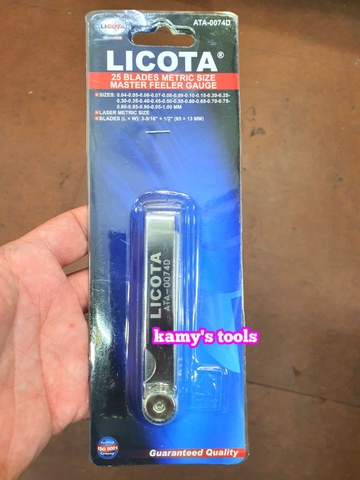 LICOTA
ATA-0074D
LICOTA®
25 BLADES METRIC SIZE
MASTER FEELER GAUGE
SIZES: 0.04-0.05-0.06-0.07-0.08-0.09-0.10-0.15-0.20-0.25-
0.30-0.35-0.40-0.45-0.50-0.55-0.60-0.65-0.70-0.75-
0.80-0.85-0.90-0.95-1.00 MM
LASER METRIC SIZE
BLADES (L × W): 3-5/16" × 1/2" (85 × 13 MM)
LICOTA
ATA-0074D
kamy's tools
ISO 9001
Guaranteed Quality